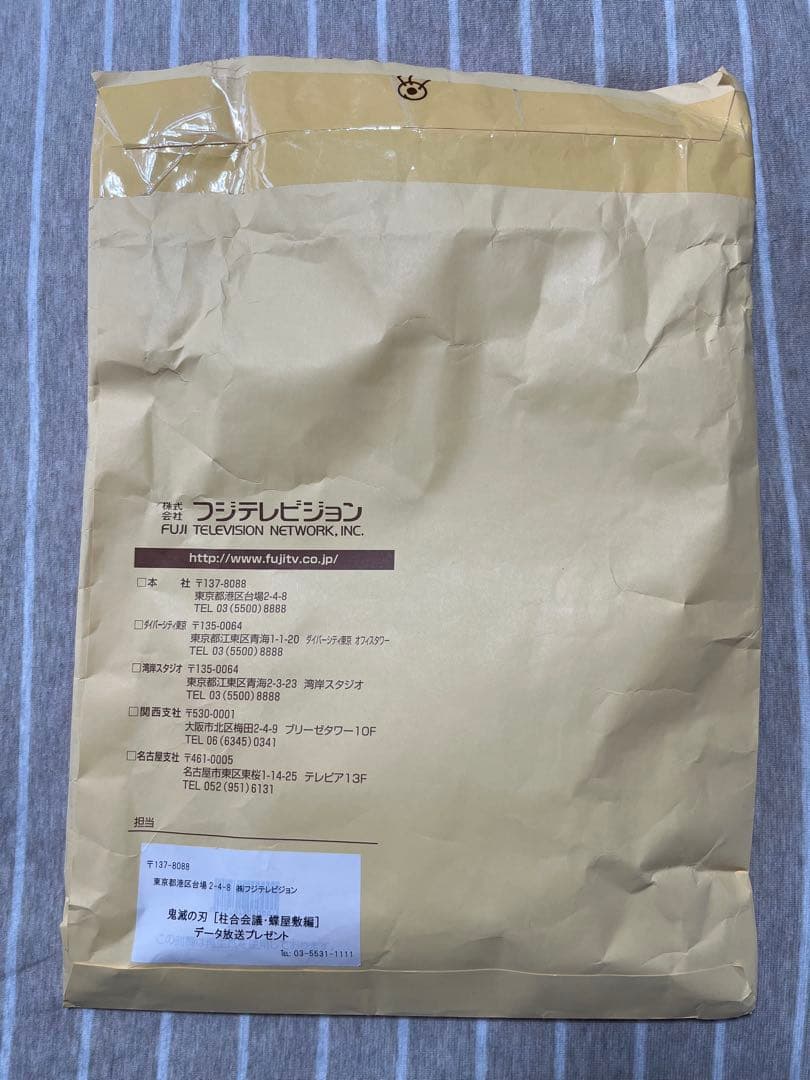 株式会社 フジテレビジョン
FUJI TELEVISION NETWORK, INC.
http://www.fujitv.co.jp/
□本 社 〒137-8088
東京都港区台場2-4-8
TEL 03(5500)8888
□ダイバーシティ東京 〒135-0064
東京都江東区青海1-1-20 ダイバーシティ東京 オフィスタワー
TEL 03(5500)8888
□湾岸スタジオ 〒135-0064
東京都江東区青海2-3-23 湾岸スタジオ
TEL 03(5500)8888
□関西支社 〒530-0001
大阪市北区梅田2-4-9 ブリーゼタワー10F
TEL 06(6345)0341
□名古屋支社 〒461-0005
名古屋市東区東桜1-14-25 テレピア13F
TEL 052(951)6131
担当
〒137-8088
東京都港区台場 2-4-8 ㈱フジテレビジョン
鬼滅の刃 [柱合会議・蝶屋敷編]
データ放送プレゼント
TEL: 03-5531-1111